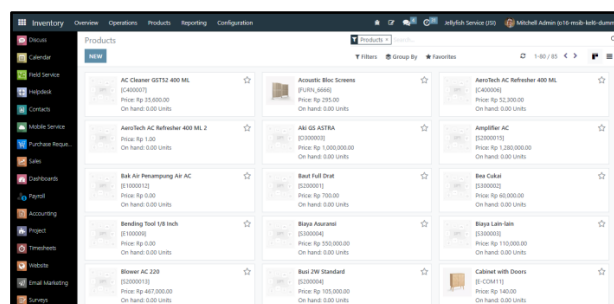 Inventory Overview Operations Products Reporting Configuration Jellyfish Service (JSI) Mitchell Admin
Discuss
Calendar
Field Service
Helpdesk
Contacts
Mobile Service
Purchase Reque...
Sales
Dashboards
Payroll
Accounting
Project
Timesheets
Website
Email Marketing
Surveys
Products
Products × Search...
NEW
Filters Group By Favorites
1-80 / 85
AC Cleaner GST52 400 ML
[C400007]
Price: Rp 33,600.00
On hand: 0.00 Units
Acoustic Bloc Screens
[FURN_6666]
Price: Rp 295.00
On hand: 0.00 Units
AeroTech AC Refresher 400 ML
[C400006]
Price: Rp 52,300.00
On hand: 0.00 Units
AeroTech AC Refresher 400 ML 2
Price: Rp 1.00
On hand: 0.00 Units
Aki GS ASTRA
[D300003]
Price: Rp 1,000,000.00
On hand: 0.00 Units
Amplifier AC
[S2000015]
Price: Rp 1,280,000.00
On hand: 0.00 Units
Bak Air Penampung Air AC
[E1000012]
Price: Rp 0.00
On hand: 0.00 Units
Baut Full Drat
[S200001]
Price: Rp 700.00
On hand: 0.00 Units
Bea Cukai
[S300002]
Price: Rp 60,000.00
On hand: 0.00 Units
Bending Tool 1/8 Inch
[E100009]
Price: Rp 0.00
On hand: 0.00 Units
Biaya Asuransi
[S300004]
Price: Rp 550,000.00
On hand: 0.00 Units
Biaya Lain-lain
[S300003]
Price: Rp 110,000.00
On hand: 0.00 Units
Blower AC 220
[S2000013]
Price: Rp 467,000.00
On hand: 0.00 Units
Busi 2W Standard
[S200004]
Price: Rp 105,000.00
On hand: 0.00 Units
Cabinet with Doors
[E-COM11]
Price: Rp 140.00
On hand: 0.00 Units